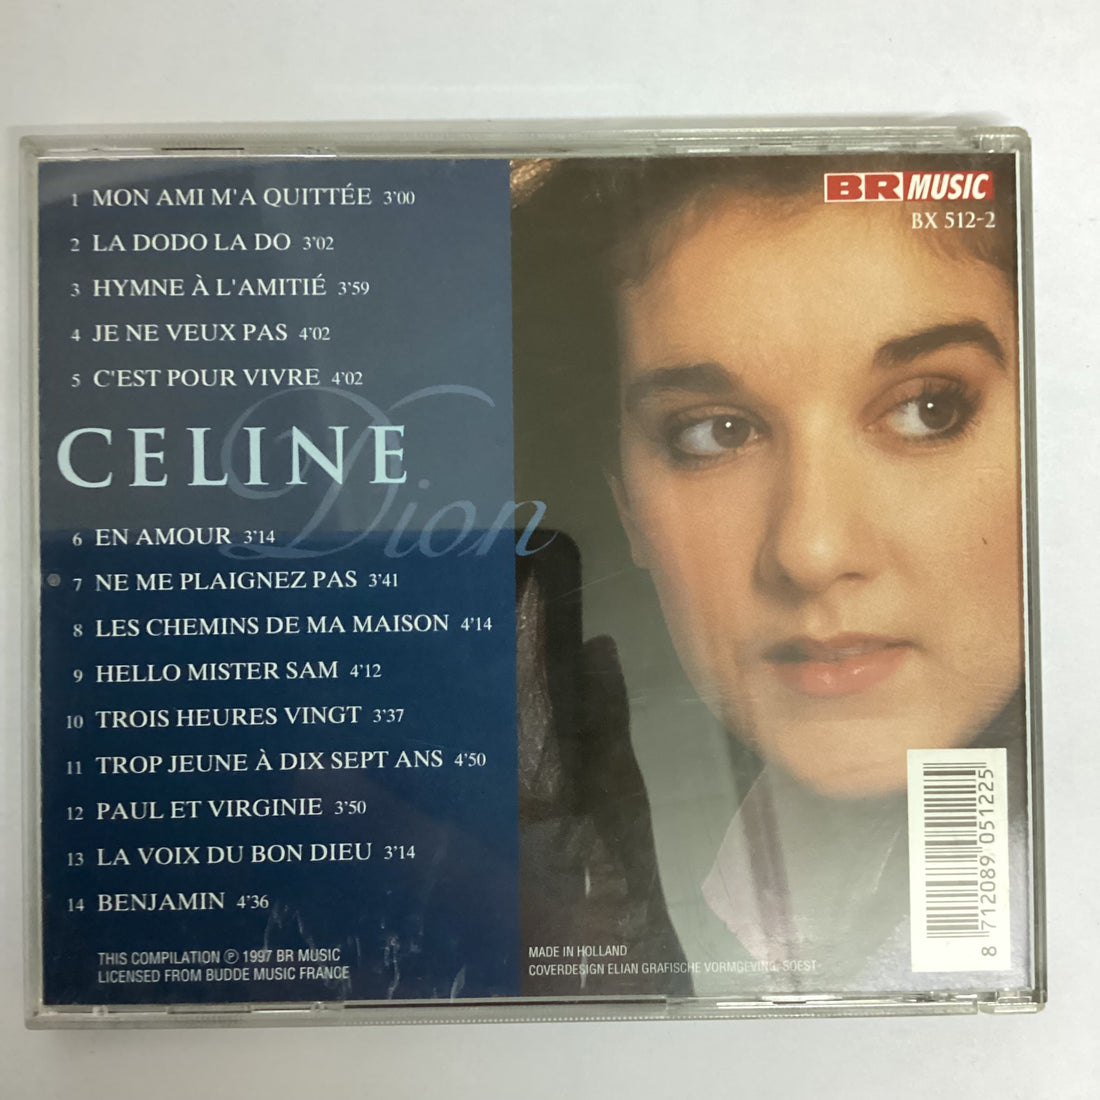 1 MON AMI M'A QUITTÉE 3'00
2 LA DODO LA DO 3'02
3 HYMNE À L'AMITIÉ 3'59
4 JE NE VEUX PAS 4'02
5 C'EST POUR VIVRE 4'02
CELINE
Dion
6 EN AMOUR 3'14
7 NE ME PLAIGNEZ PAS 3'41
8 LES CHEMINS DE MA MAISON 4'14
9 HELLO MISTER SAM 4'12
10 TROIS HEURES VINGT 3'37
11 TROP JEUNE À DIX SEPT ANS 4'50
12 PAUL ET VIRGINIE 3'50
13 LA VOIX DU BON DIEU 3'14
14 BENJAMIN 4'36
THIS COMPILATION ℗ 1997 BR MUSIC
LICENSED FROM BUDDE MUSIC FRANCE
BR MUSIC
BX 512-2
MADE IN HOLLAND
COVERDESIGN ELIAN GRAFISCHE VORMGEVING, SOEST
8 712089 051225